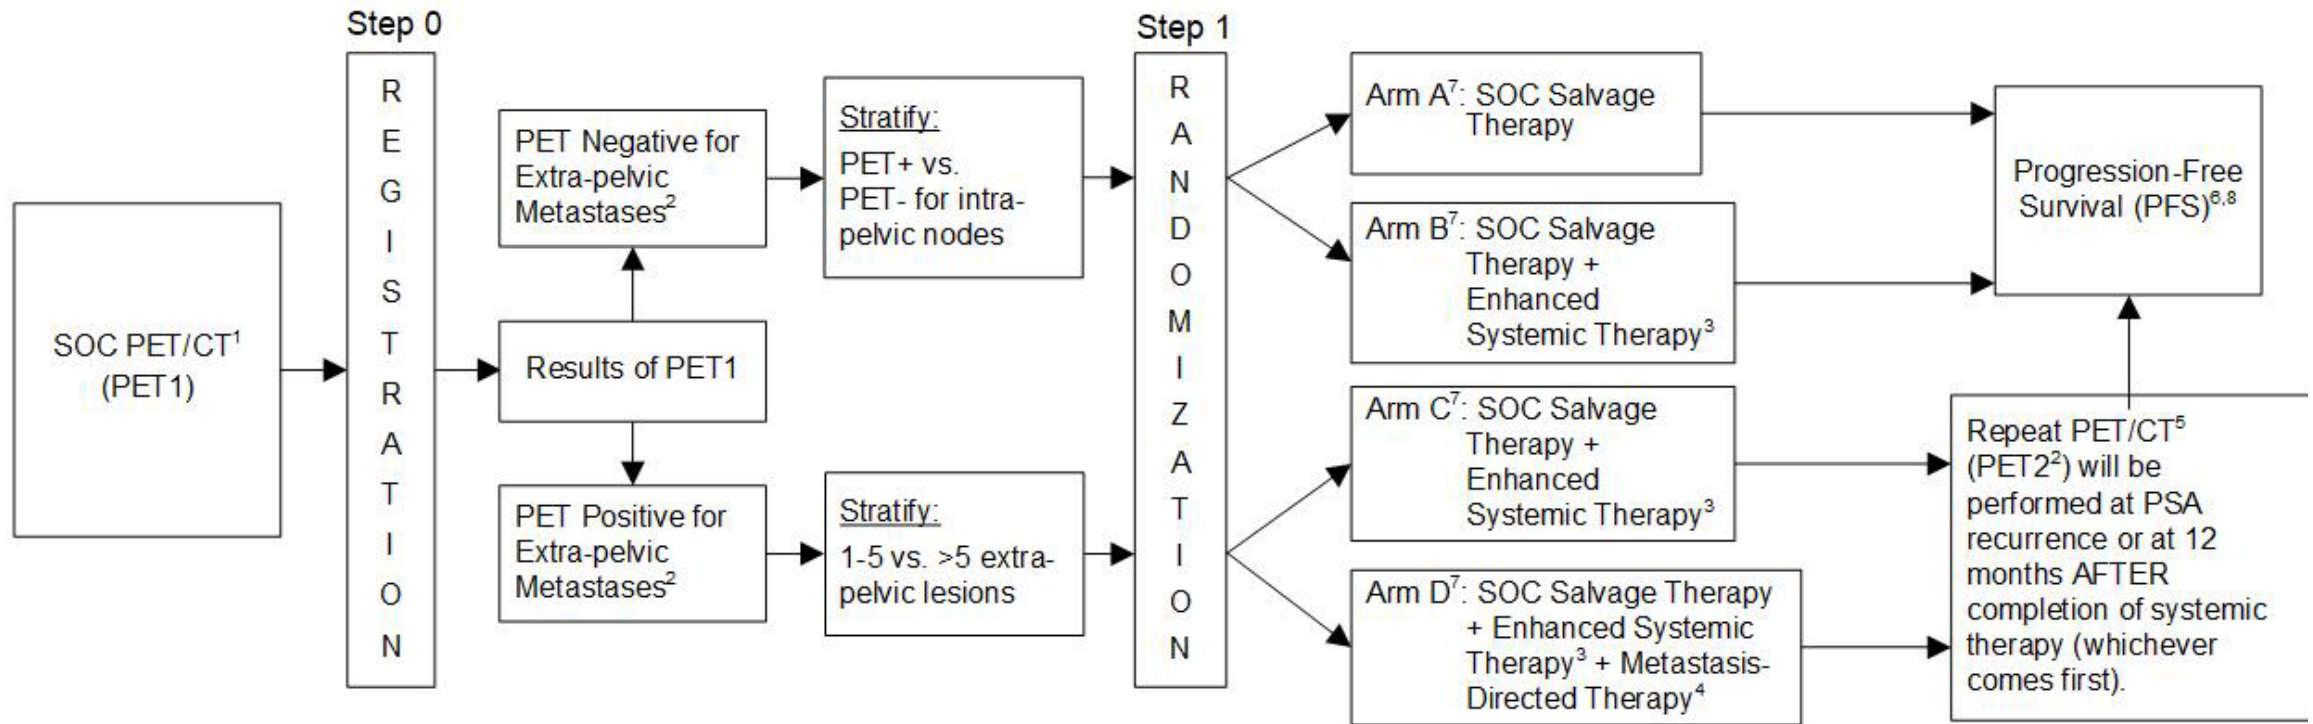 SOC PET/CT1
(PET1)
Step 0
REGISTRATION
PET Negative for
Extra-pelvic
Metastases2
Results of PET1
PET Positive for
Extra-pelvic
Metastases2
Stratify:
PET+ vs.
PET- for intra-
pelvic nodes
Stratify:
1-5 vs. >5 extra-
pelvic lesions
Step 1
RANDOMIZATION
Arm A7: SOC Salvage
Therapy
Arm B7: SOC Salvage
Therapy +
Enhanced
Systemic Therapy3
Arm C7: SOC Salvage
Therapy +
Enhanced
Systemic Therapy3
Arm D7: SOC Salvage Therapy
+ Enhanced Systemic
Therapy3 + Metastasis-
Directed Therapy4
Progression-Free
Survival (PFS)6,8
Repeat PET/CT5
(PET22) will be
performed at PSA
recurrence or at 12
months AFTER
completion of systemic
therapy (whichever
comes first).